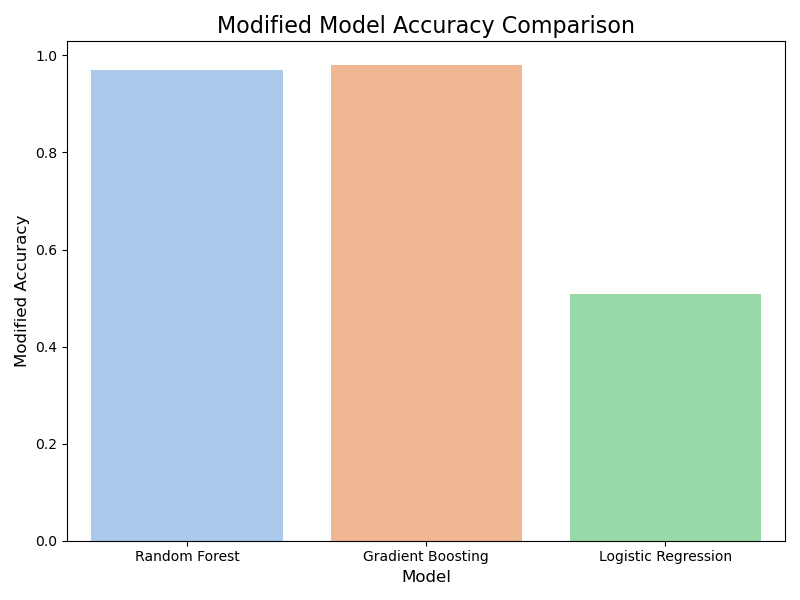 Modified Model Accuracy Comparison
Modified Accuracy
1.0
0.8
0.6
0.4
0.2
0.0
Random Forest
Gradient Boosting
Logistic Regression
Model